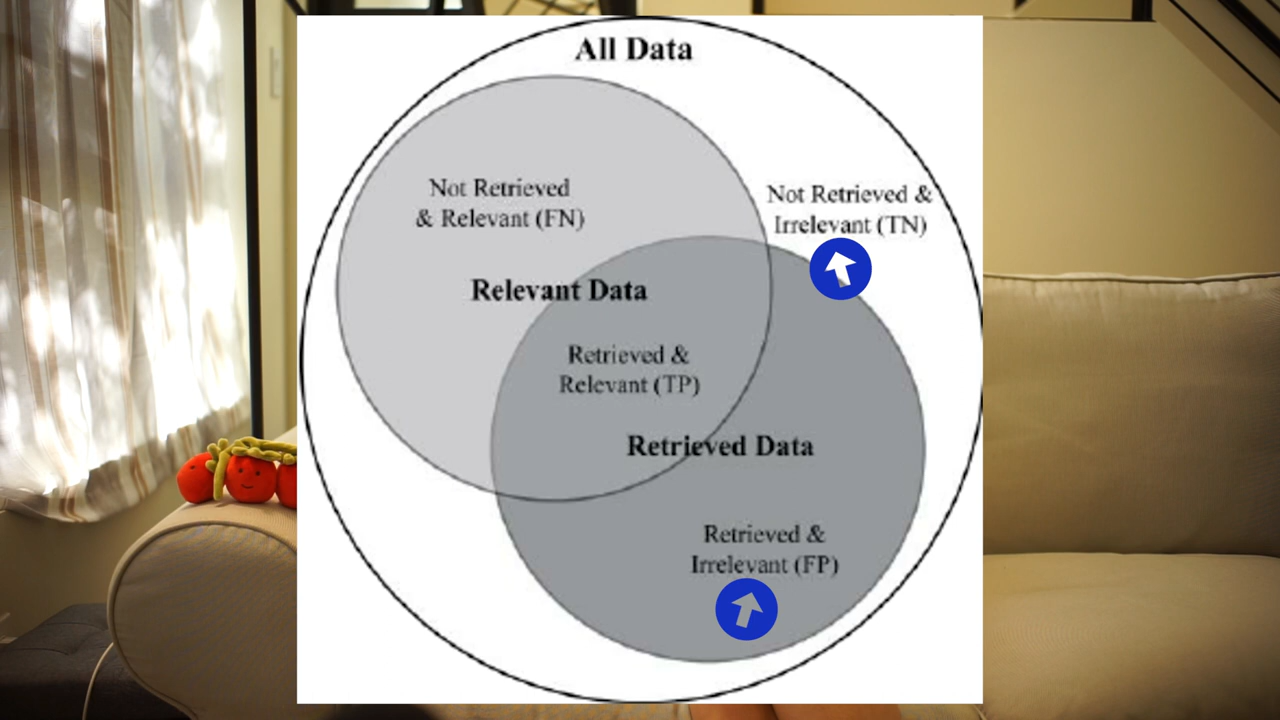 All Data
Not Retrieved
& Relevant (FN)
Not Retrieved &
Irrelevant (TN)
Relevant Data
Retrieved &
Relevant (TP)
Retrieved Data
Retrieved &
Irrelevant (FP)